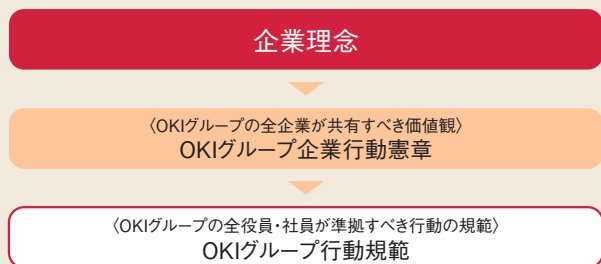 企業理念
〈OKIグループの全企業が共有すべき価値観〉
OKIグループ企業行動憲章
〈OKIグループの全役員・社員が準拠すべき行動の規範〉
OKIグループ行動規範